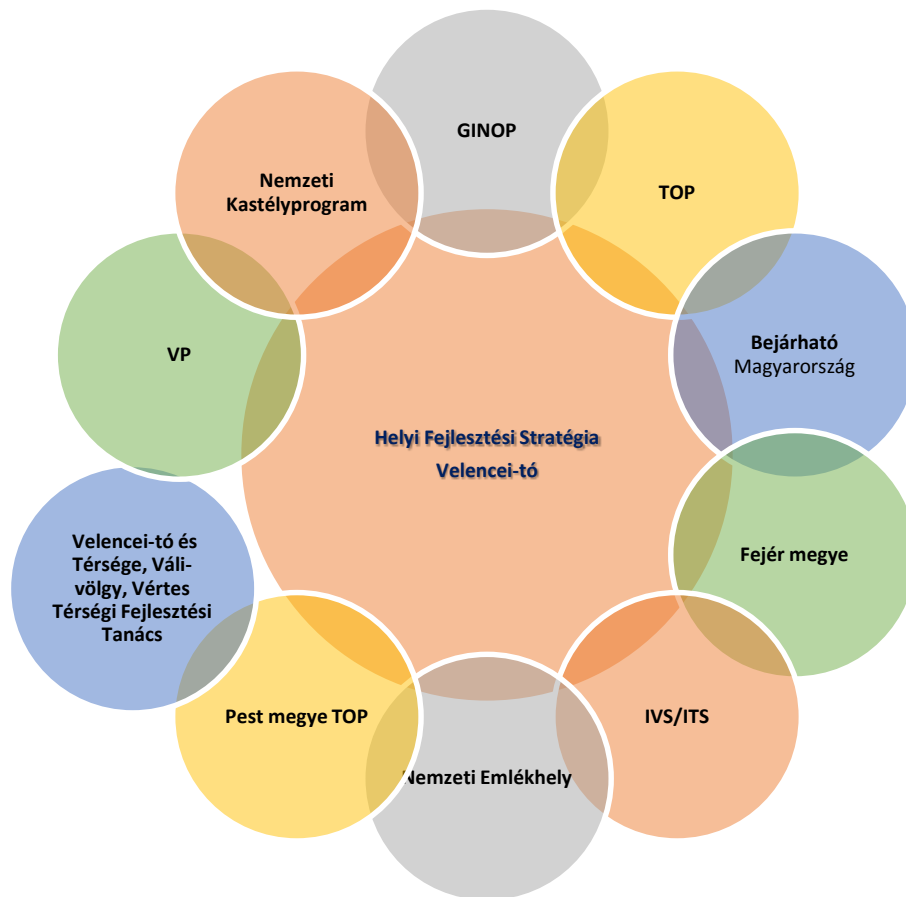 GINOP
Nemzeti
Kastélyprogram
TOP
Bejárható
Magyarország
VP
Helyi Fejlesztési Stratégia
Velencei-tó
Fejér megye
Velencei-tó és
Térsége, Váli-
völgy, Vértes
Térségi Fejlesztési
Tanács
Pest megye TOP
IVS/ITS
Nemzeti Emlékhely